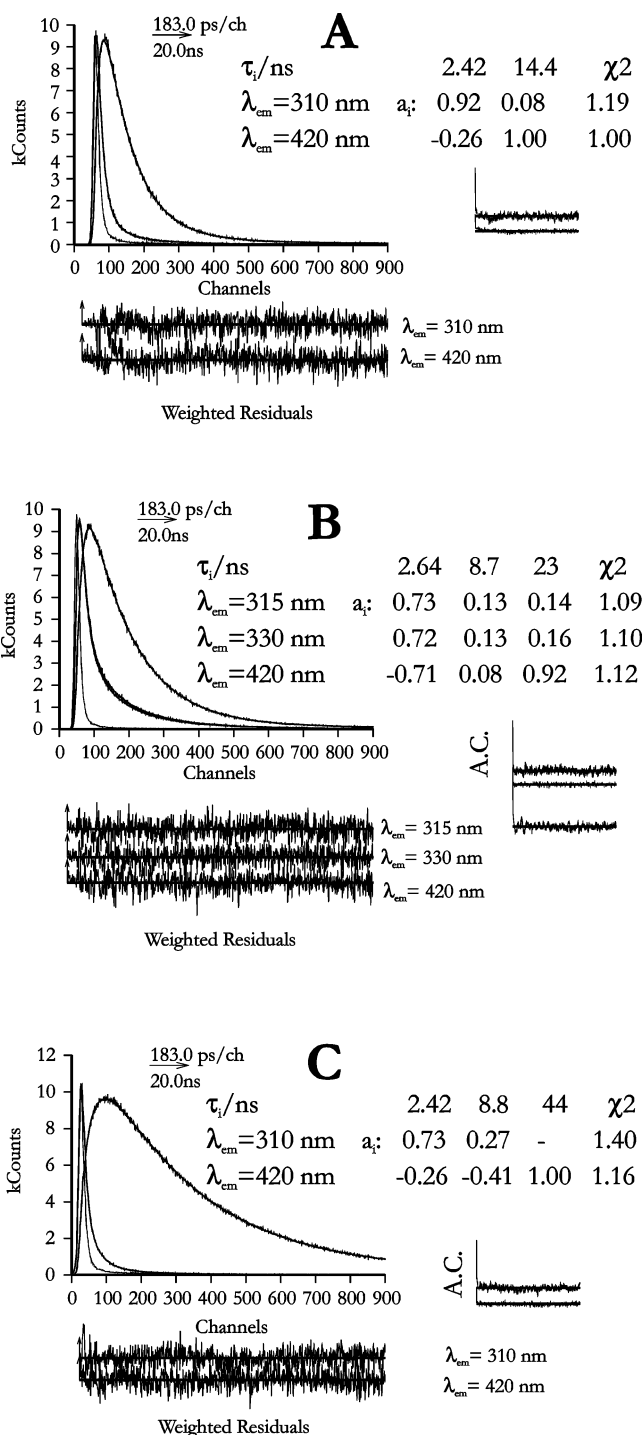 A
183.0 ps/ch
20.0ns
τi/ns 2.42 14.4 χ2
λem=310 nm ai: 0.92 0.08 1.19
λem=420 nm -0.26 1.00 1.00
kCounts
10
9
8
7
6
5
4
3
2
1
0
0 100 200 300 400 500 600 700 800 900
Channels
λem= 310 nm
λem= 420 nm
Weighted Residuals
B
183.0 ps/ch
20.0ns
τi/ns 2.64 8.7 23 χ2
λem=315 nm ai: 0.73 0.13 0.14 1.09
λem=330 nm 0.72 0.13 0.16 1.10
λem=420 nm -0.71 0.08 0.92 1.12
kCounts
10
9
8
7
6
5
4
3
2
1
0
0 100 200 300 400 500 600 700 800 900
Channels
A.C.
λem= 315 nm
λem= 330 nm
λem= 420 nm
Weighted Residuals
C
183.0 ps/ch
20.0ns
τi/ns 2.42 8.8 44 χ2
λem=310 nm ai: 0.73 0.27 - 1.40
λem=420 nm -0.26 -0.41 1.00 1.16
kCounts
12
10
8
6
4
2
0
0 100 200 300 400 500 600 700 800 900
Channels
A.C.
λem= 310 nm
λem= 420 nm
Weighted Residuals